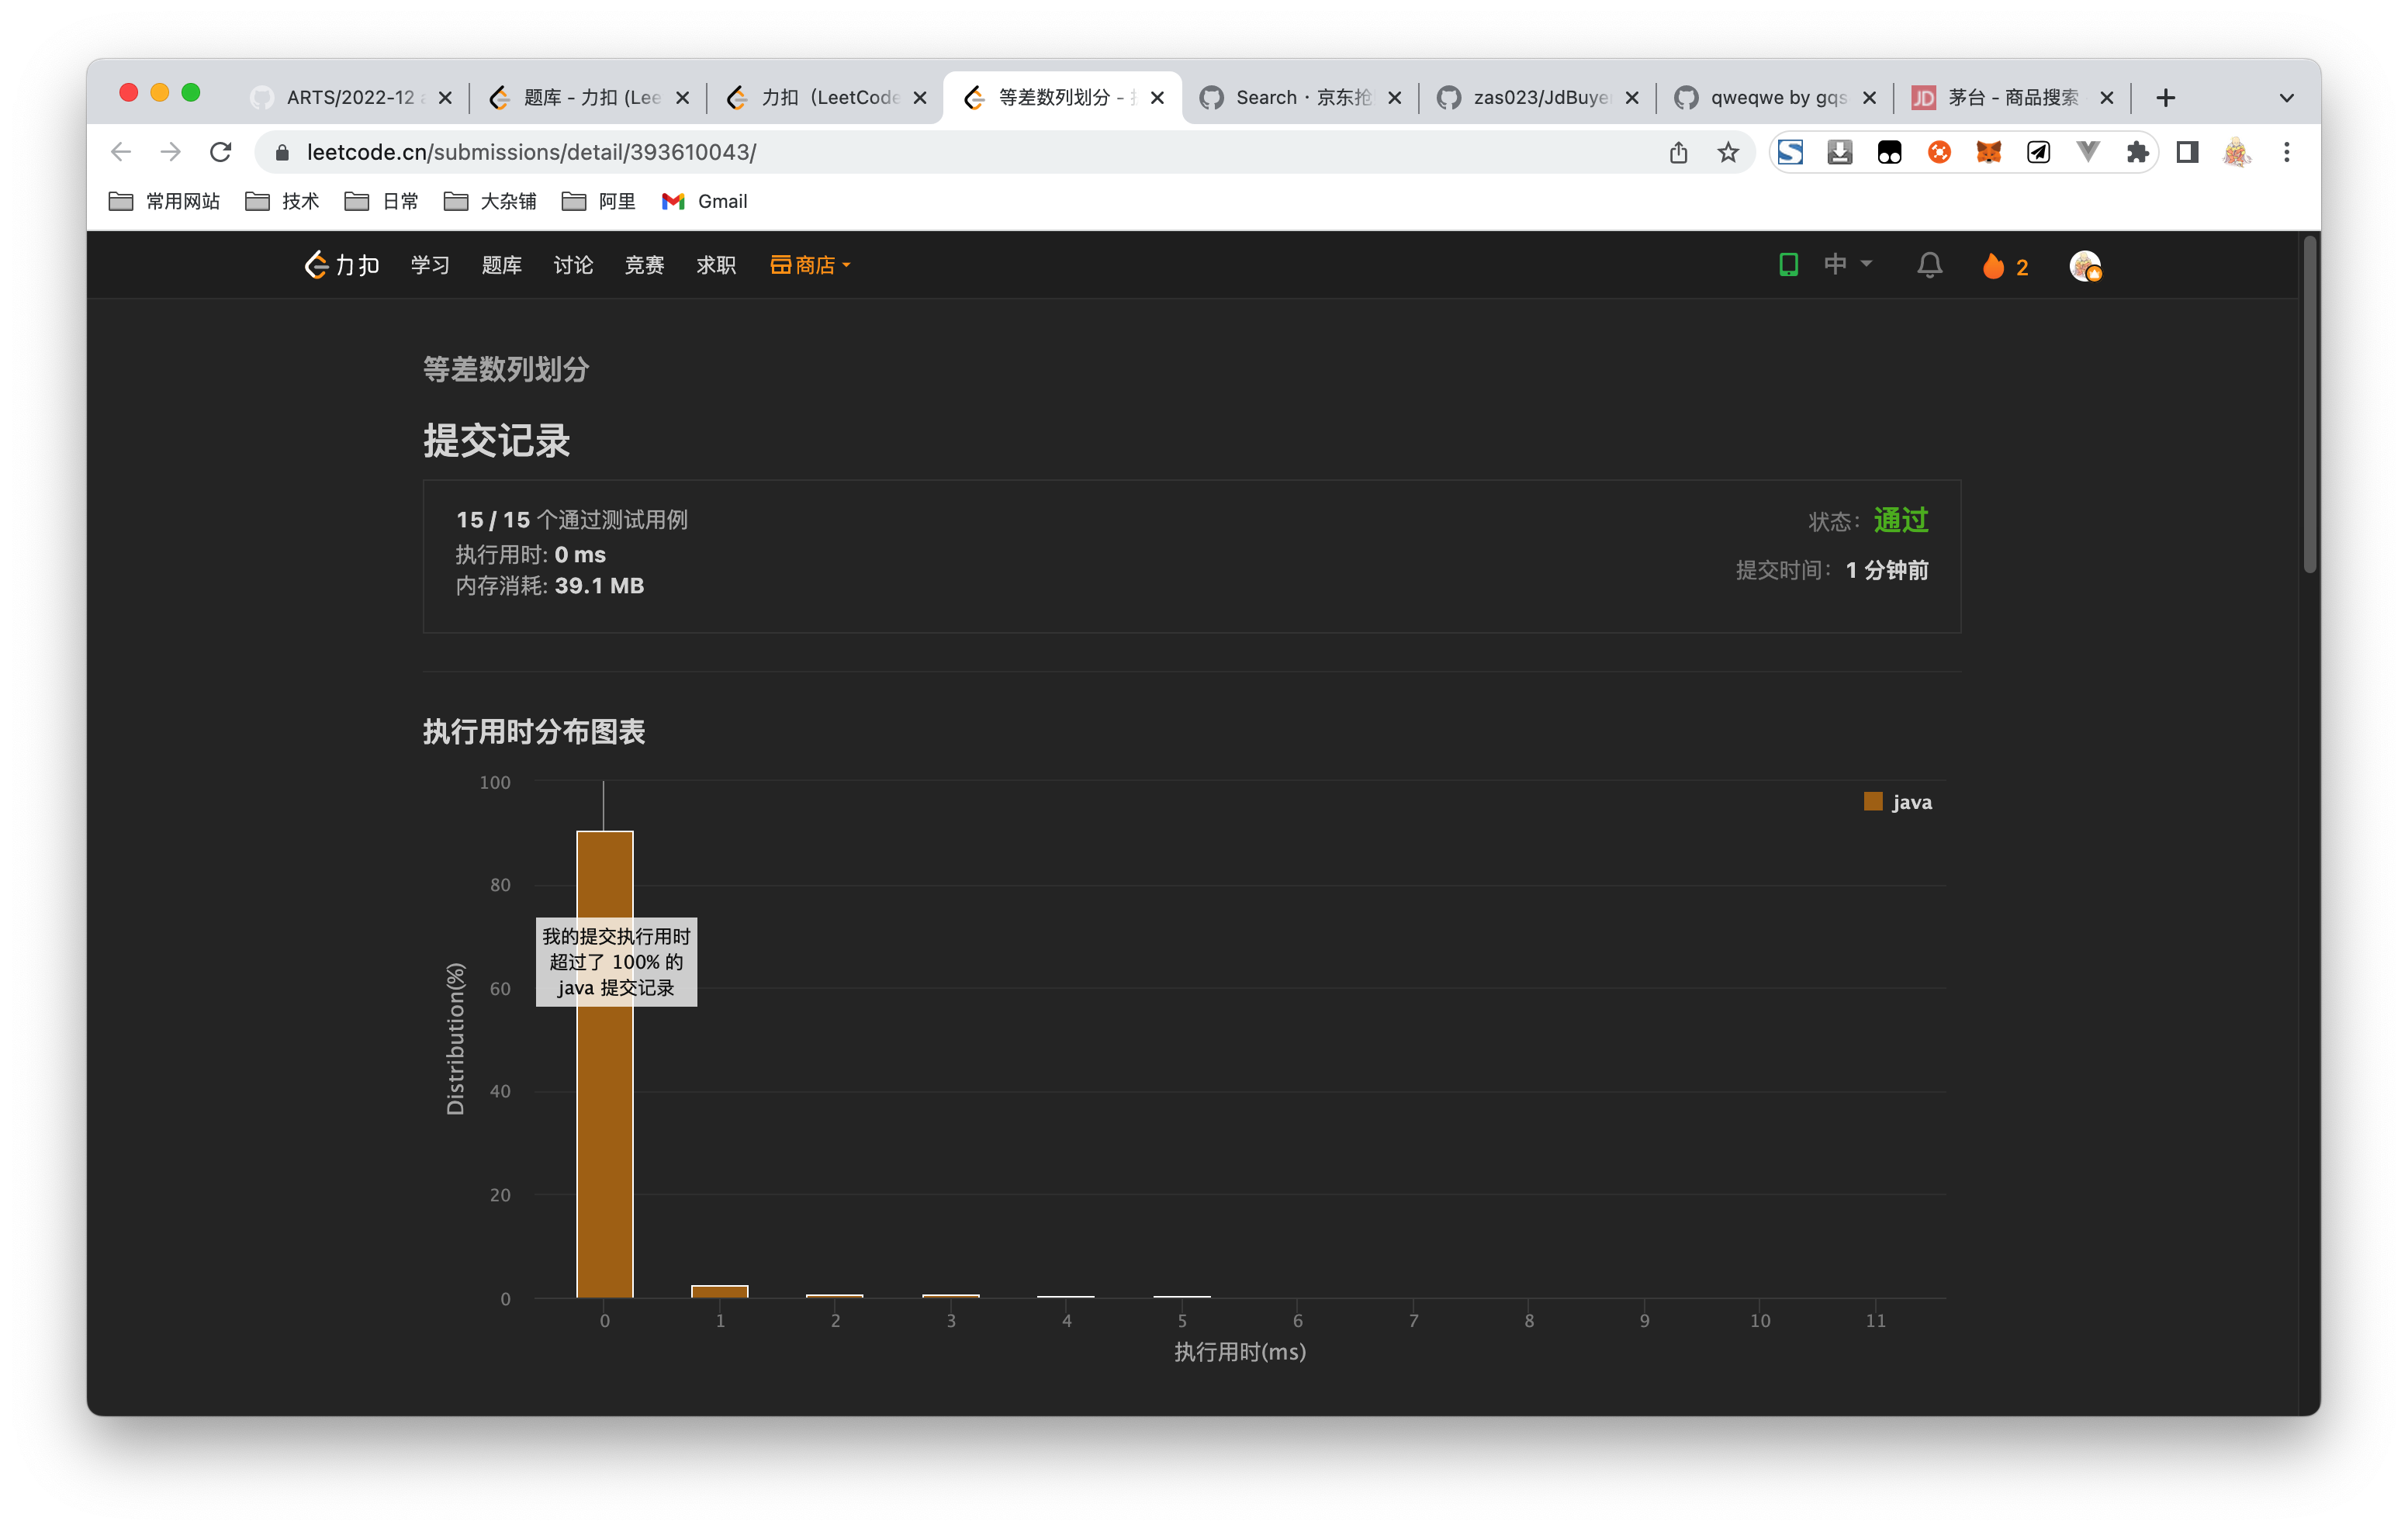 ARTS/2022-12
题库 - 力扣 (Lee
力扣（LeetCode
等差数列划分 -
Search · 京东抢
zas023/JdBuye
qweqwe by gqs
JD 茅台 - 商品搜索
leetcode.cn/submissions/detail/393610043/
常用网站
技术
日常
大杂铺
阿里
Gmail
力扣
学习
题库
讨论
竞赛
求职
商店
中
2
等差数列划分
提交记录
15 / 15 个通过测试用例
状态：通过
执行用时: 0 ms
提交时间：1 分钟前
内存消耗: 39.1 MB
执行用时分布图表
java
100
80
60
40
20
0
Distribution(%)
我的提交执行用时
超过了 100% 的
java 提交记录
0 1 2 3 4 5 6 7 8 9 10 11
执行用时(ms)